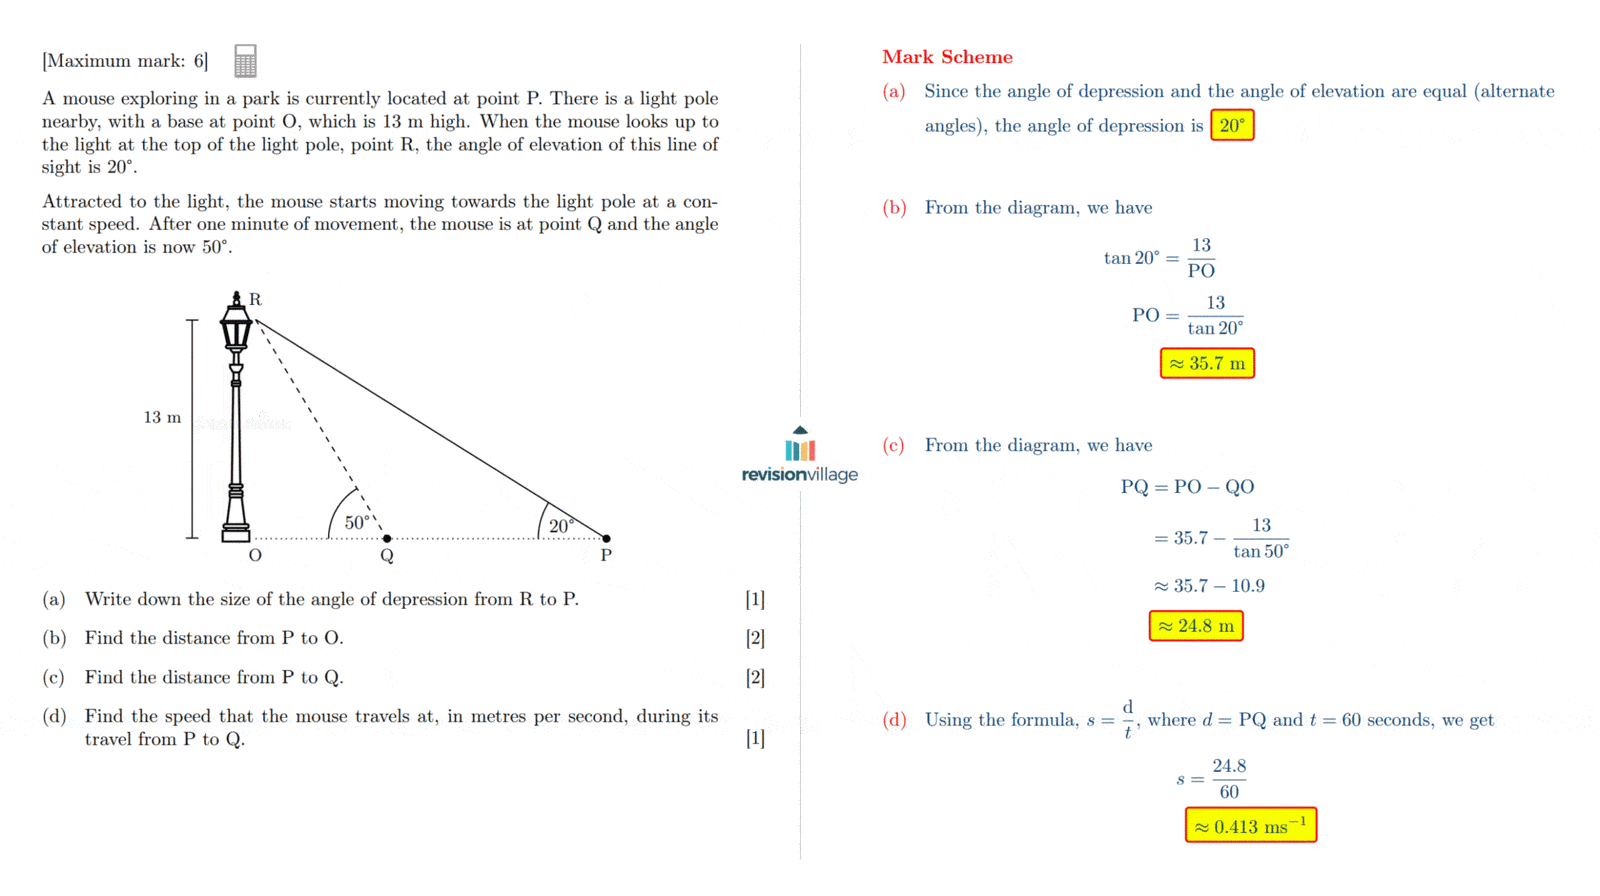 [Maximum mark: 6]
A mouse exploring in a park is currently located at point P. There is a light pole
nearby, with a base at point O, which is 13 m high. When the mouse looks up to
the light at the top of the light pole, point R, the angle of elevation of this line of
sight is 20°.
Attracted to the light, the mouse starts moving towards the light pole at a con-
stant speed. After one minute of movement, the mouse is at point Q and the angle
of elevation is now 50°.
R
13 m
50°
20°
O
Q
P
(a) Write down the size of the angle of depression from R to P. [1]
(b) Find the distance from P to O. [2]
(c) Find the distance from P to Q. [2]
(d) Find the speed that the mouse travels at, in metres per second, during its
travel from P to Q. [1]
revisionvillage
Mark Scheme
(a) Since the angle of depression and the angle of elevation are equal (alternate
angles), the angle of depression is 20°
(b) From the diagram, we have
tan 20° = 13/PO
PO = 13/tan 20°
≈ 35.7 m
(c) From the diagram, we have
PQ = PO − QO
= 35.7 − 13/tan 50°
≈ 35.7 − 10.9
≈ 24.8 m
(d) Using the formula, s = d/t, where d = PQ and t = 60 seconds, we get
s = 24.8/60
≈ 0.413 ms⁻¹